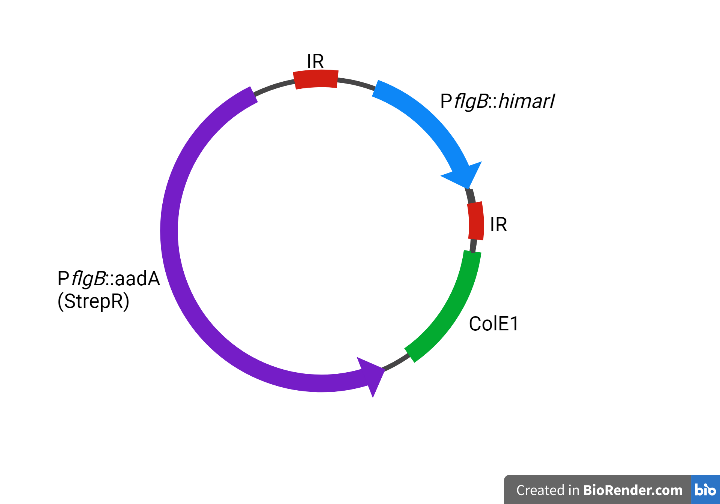 IR
PflgB::himarI
IR
PflgB::aadA
(StrepR)
ColE1
Created in BioRender.com bio